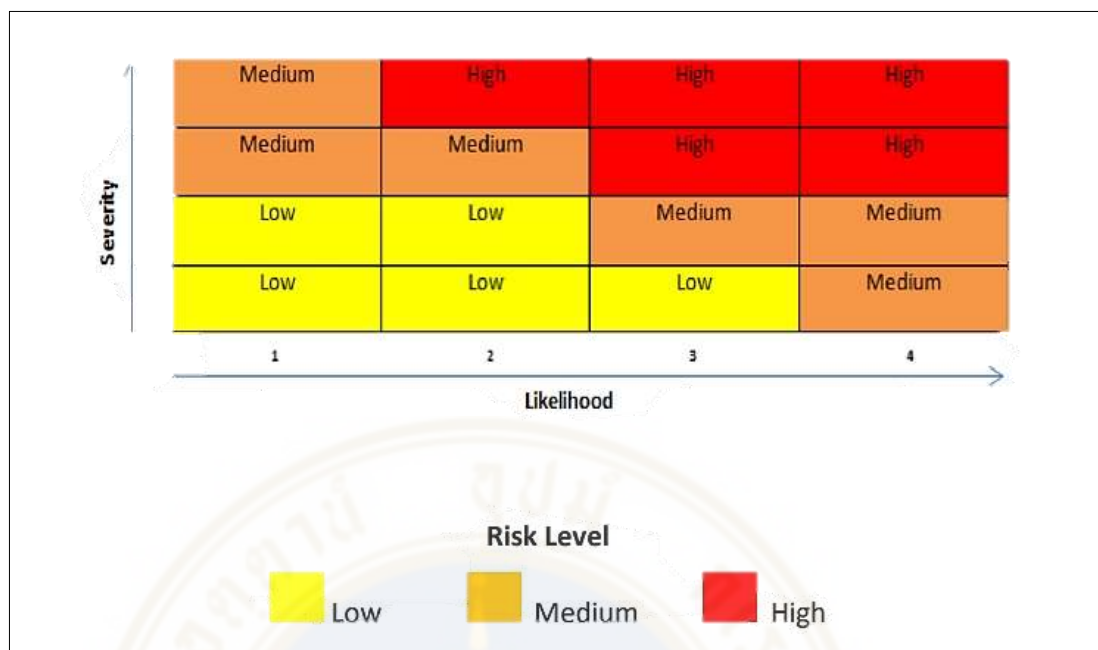 Medium High High High
Medium Medium High High
Severity
Low Low Medium Medium
Low Low Low Medium
1 2 3 4
Likelihood
Risk Level
Low Medium High